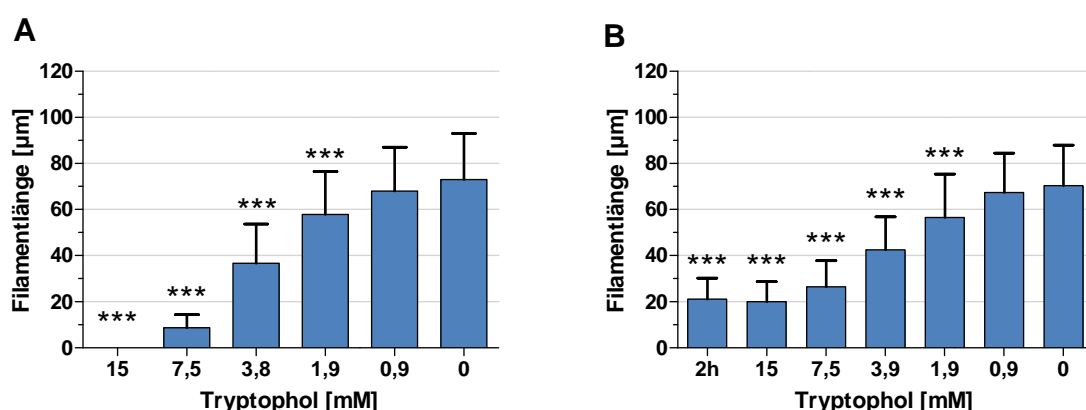 A
B
120
100
80
60
40
20
0
Filamentlänge [µm]
***
***
***
***
15 7,5 3,8 1,9 0,9 0
Tryptophol [mM]
120
100
80
60
40
20
0
Filamentlänge [µm]
***
***
***
***
***
2h 15 7,5 3,9 1,9 0,9 0
Tryptophol [mM]